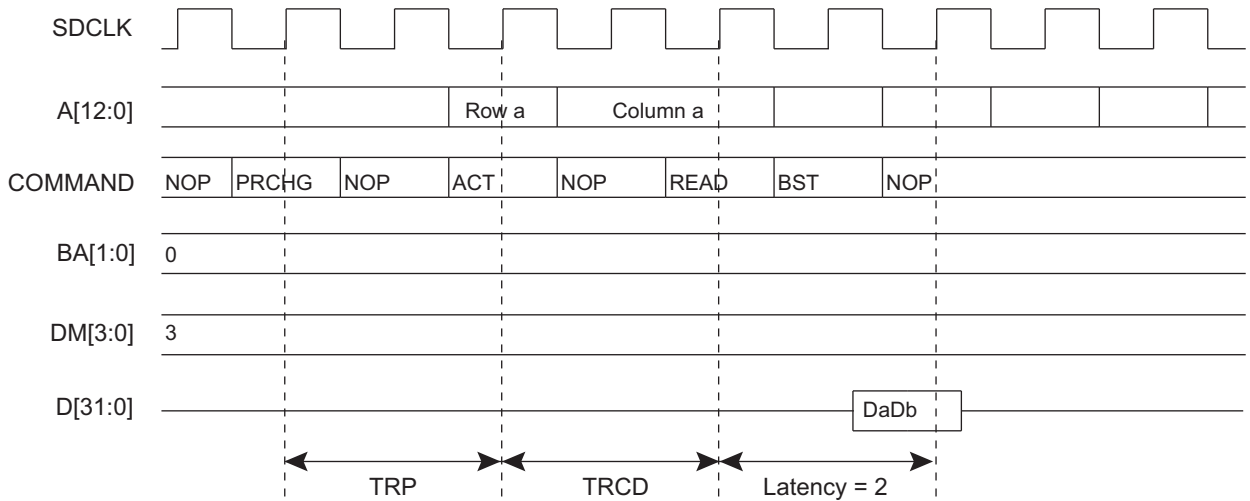 SDCLK
A[12:0] Row a Column a
COMMAND NOP PRCHG NOP ACT NOP READ BST NOP
BA[1:0] 0
DM[3:0] 3
D[31:0] DaDb
TRP TRCD Latency = 2